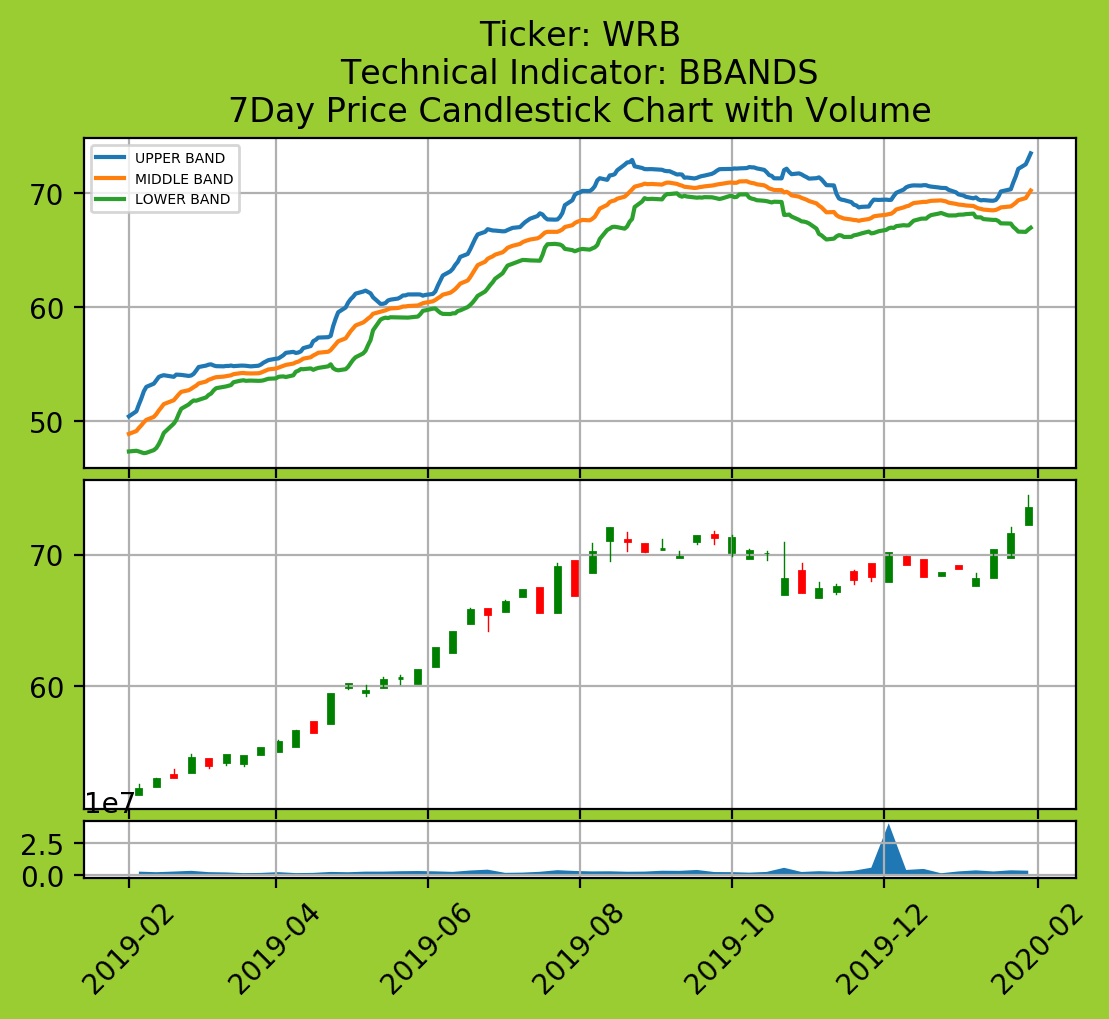 Ticker: WRB
Technical Indicator: BBANDS
7Day Price Candlestick Chart with Volume
UPPER BAND
MIDDLE BAND
LOWER BAND
70
60
50
70
60
1e7
2.5
0.0
2019-02
2019-04
2019-06
2019-08
2019-10
2019-12
2020-02